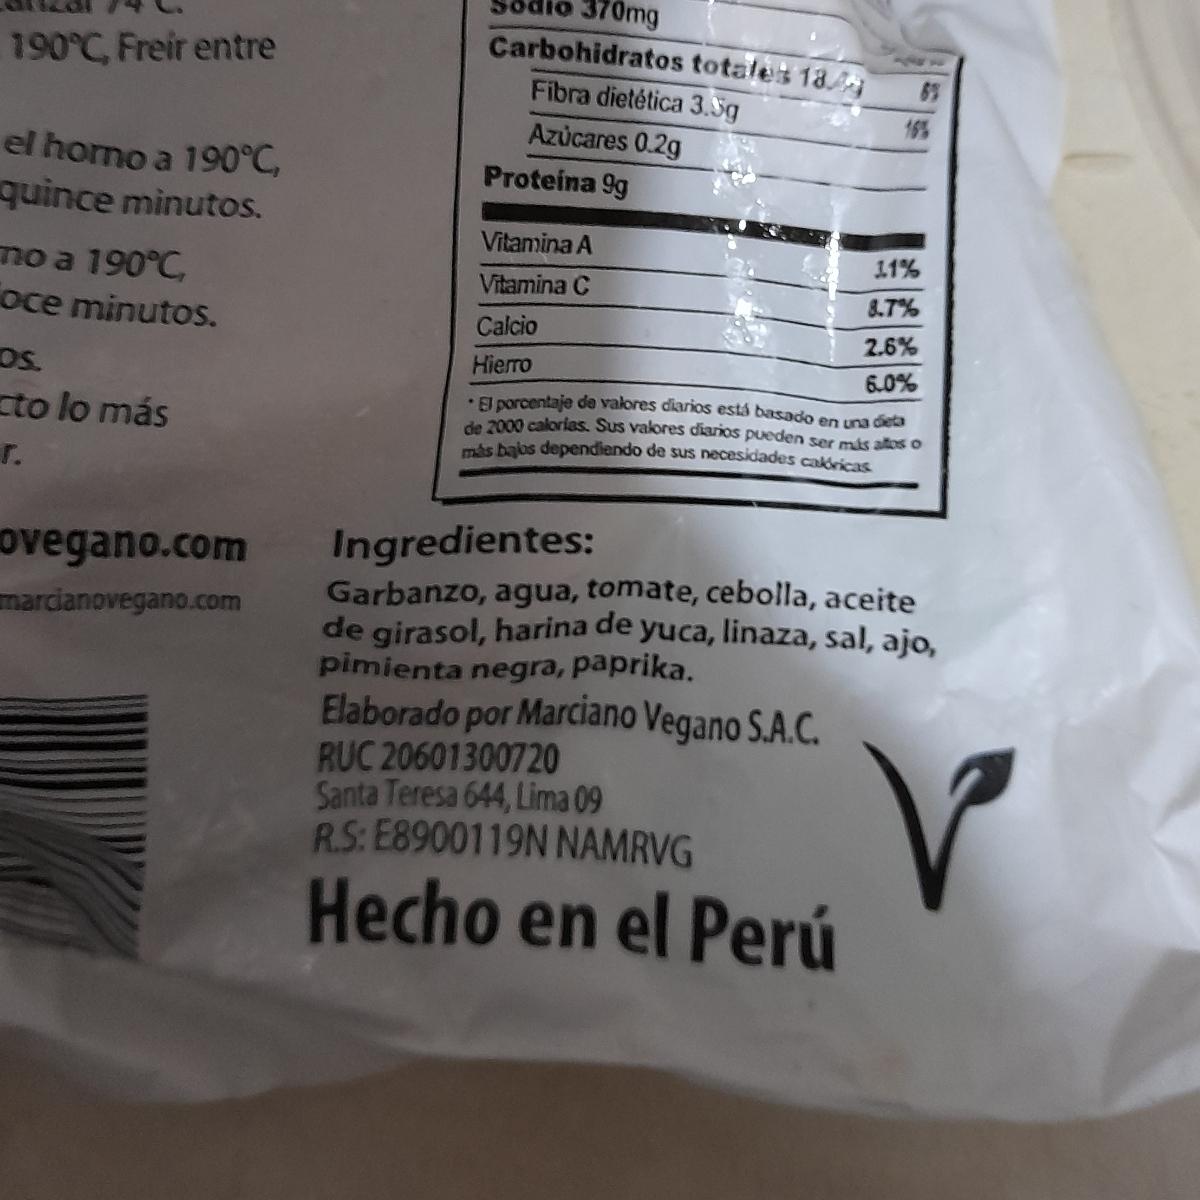 190°C, Freír entre
el horno a 190°C,
quince minutos.
no a 190°C,
oce minutos.
os.
cto lo más
r.
ovegano.com
marcianovegano.com
Sodio 370mg
Carbohidratos totales 6%
Fibra dietética 16%
Azúcares 0.2g
Proteína 9g
Vitamina A 11%
Vitamina C 8.7%
Calcio 2.6%
Hierro 6.0%
* El porcentaje de valores diarios está basado en una dieta
de 2000 calorías. Sus valores diarios pueden ser más altos o
más bajos dependiendo de sus necesidades calóricas.
Ingredientes:
Garbanzo, agua, tomate, cebolla, aceite
de girasol, harina de yuca, linaza, sal, ajo,
pimienta negra, paprika.
Elaborado por Marciano Vegano S.A.C.
RUC 20601300720
Santa Teresa 644, Lima 09
R.S: E8900119N NAMRVG
Hecho en el Perú